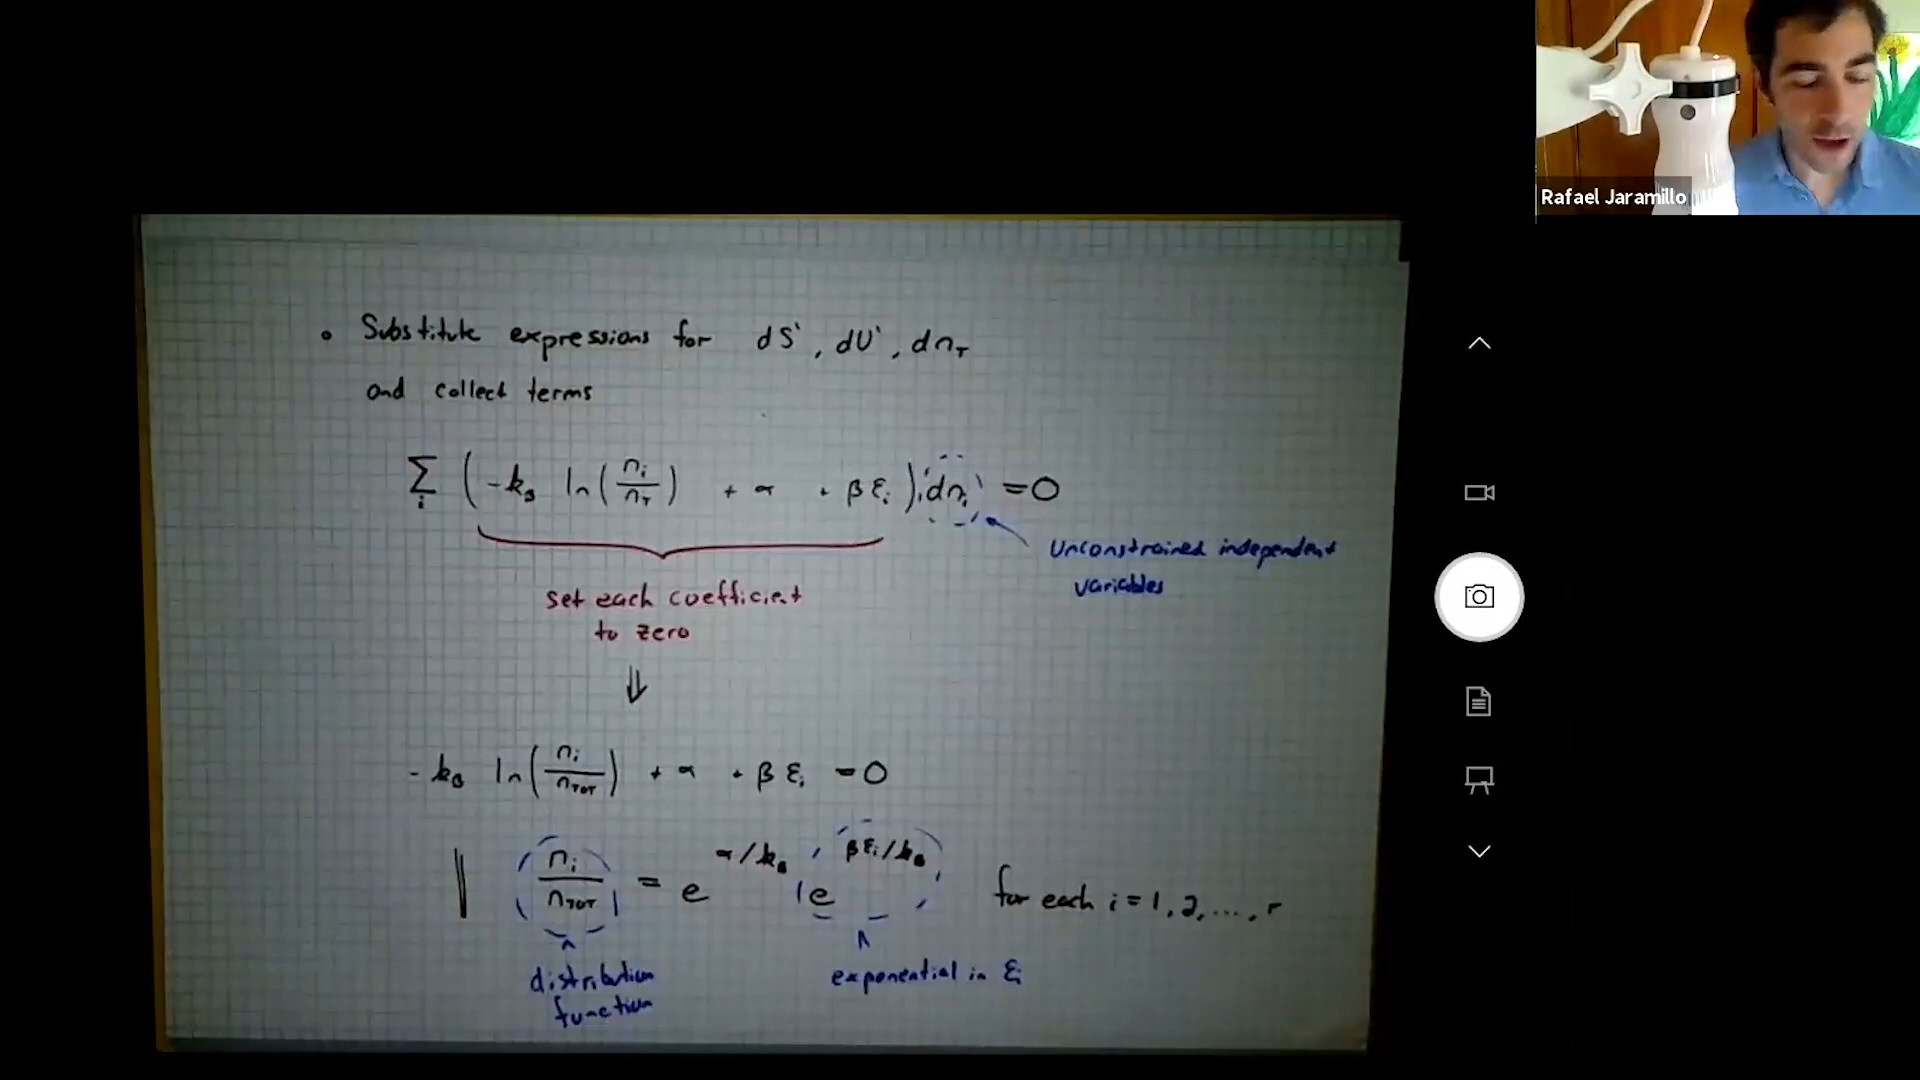 Rafael Jaramillo
• Substitute expressions for dS', dU', dn_T
and collect terms
Σ_i ( -k_B ln(n_i/n_T) + α + β ε_i ) dn_i = 0
Unconstrained independent
variables
set each coefficient
to zero
⇓
- k_B ln(n_i/n_TOT) + α + β ε_i = 0
n_i/n_TOT = e^(α/k_B) e^(β ε_i/k_B) for each i = 1, 2, ...., r
distribution
function
exponential in ε_i